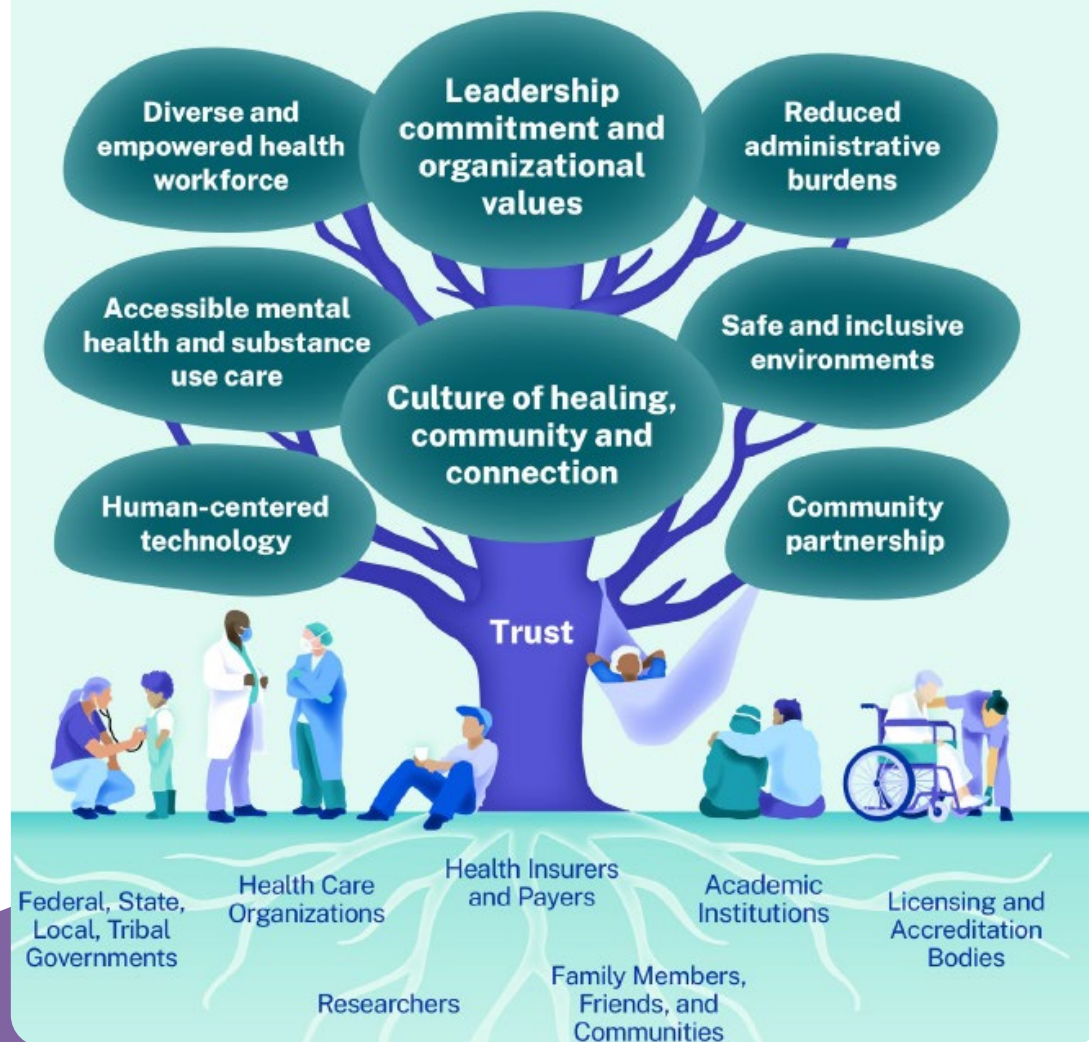 Diverse and
empowered health
workforce
Leadership
commitment and
organizational
values
Reduced
administrative
burdens
Accessible mental
health and substance
use care
Culture of healing,
community and
connection
Safe and inclusive
environments
Human-centered
technology
Community
partnership
Trust
Federal, State,
Local, Tribal
Governments
Health Care
Organizations
Health Insurers
and Payers
Academic
Institutions
Licensing and
Accreditation
Bodies
Researchers
Family Members,
Friends, and
Communities